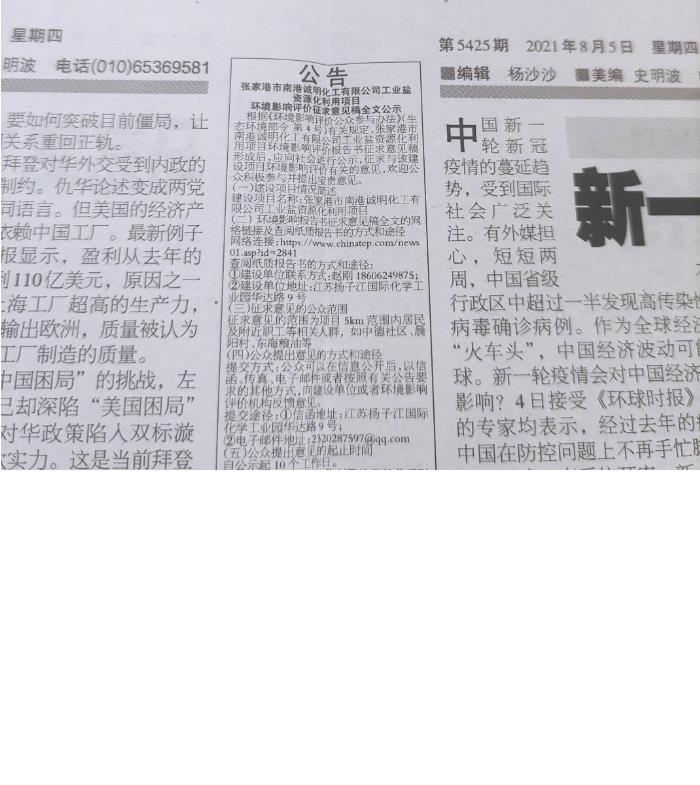 星期四
明波 电话(010)65369581
要如何突破目前僵局，让
关系重回正轨。
拜登对华外交受到内政的
制约。仇华论述变成两党
同语言。但美国的经济产
依赖中国工厂。最新例子
报显示，盈利从去年的
到110亿美元，原因之一
上海工厂超高的生产力，
输出欧洲，质量被认为
工厂制造的质量。
中国困局”的挑战，左
己却深陷“美国困局”
对华政策陷入双标漩
实力。这是当前拜登
公告
张家港市南港诚明化工有限公司工业盐
资源化利用项目
环境影响评价征求意见稿全文公示
根据《环境影响评价公众参与办法》(生
态环境部令 第4号)有关规定，张家港市
南港诚明化工有限公司工业盐资源化利
用项目环境影响评价报告书征求意见稿
形成后，应向社会进行公示，征求与该建
设项目环境影响评价有关的意见，欢迎公
众积极参与并提出宝贵意见。
(一)建设项目情况简述
建设项目名称：张家港市南港诚明化工有
限公司工业盐资源化利用项目
(二)环境影响报告书征求意见稿全文的网
络链接及查阅纸质报告书的方式和途径
网络连接：https://www.chinatep.com/news
01.asp?id=2841
查阅纸质报告书的方式和途径：
①建设单位联系方式：赵刚 18606249875；
②建设单位地址：江苏扬子江国际化学工
业园华达路9号
(三)征求意见的公众范围
征求意见的范围为项目5km范围内居民
及附近职工等相关人群，如中德社区、晨
阳村、东海粮油等
(四)公众提出意见的方式和途径
提交方式：公众可以在信息公开后，以信
函、传真、电子邮件或者按照有关公告要
求的其他方式，向建设单位或者环境影响
评价机构反馈意见。
提交途径：①信函地址：江苏扬子江国际
化学工业园华达路9号；
②电子邮件地址：2320287597@qq.com
(五)公众提出意见的起止时间
自公示起10个工作日。
第5425期 2021年8月5日 星期四
编辑 杨沙沙 美编 史明波
中国新一
轮新冠
疫情的蔓延趋
势，受到国际
社会广泛关
注。有外媒担
心，短短两
周，中国省级
行政区中超过一半发现高传染性
病毒确诊病例。作为全球经济
“火车头”，中国经济波动可能
球。新一轮疫情会对中国经济
影响？4日接受《环球时报》
的专家均表示，经过去年的
中国在防控问题上不再手忙脚
新一